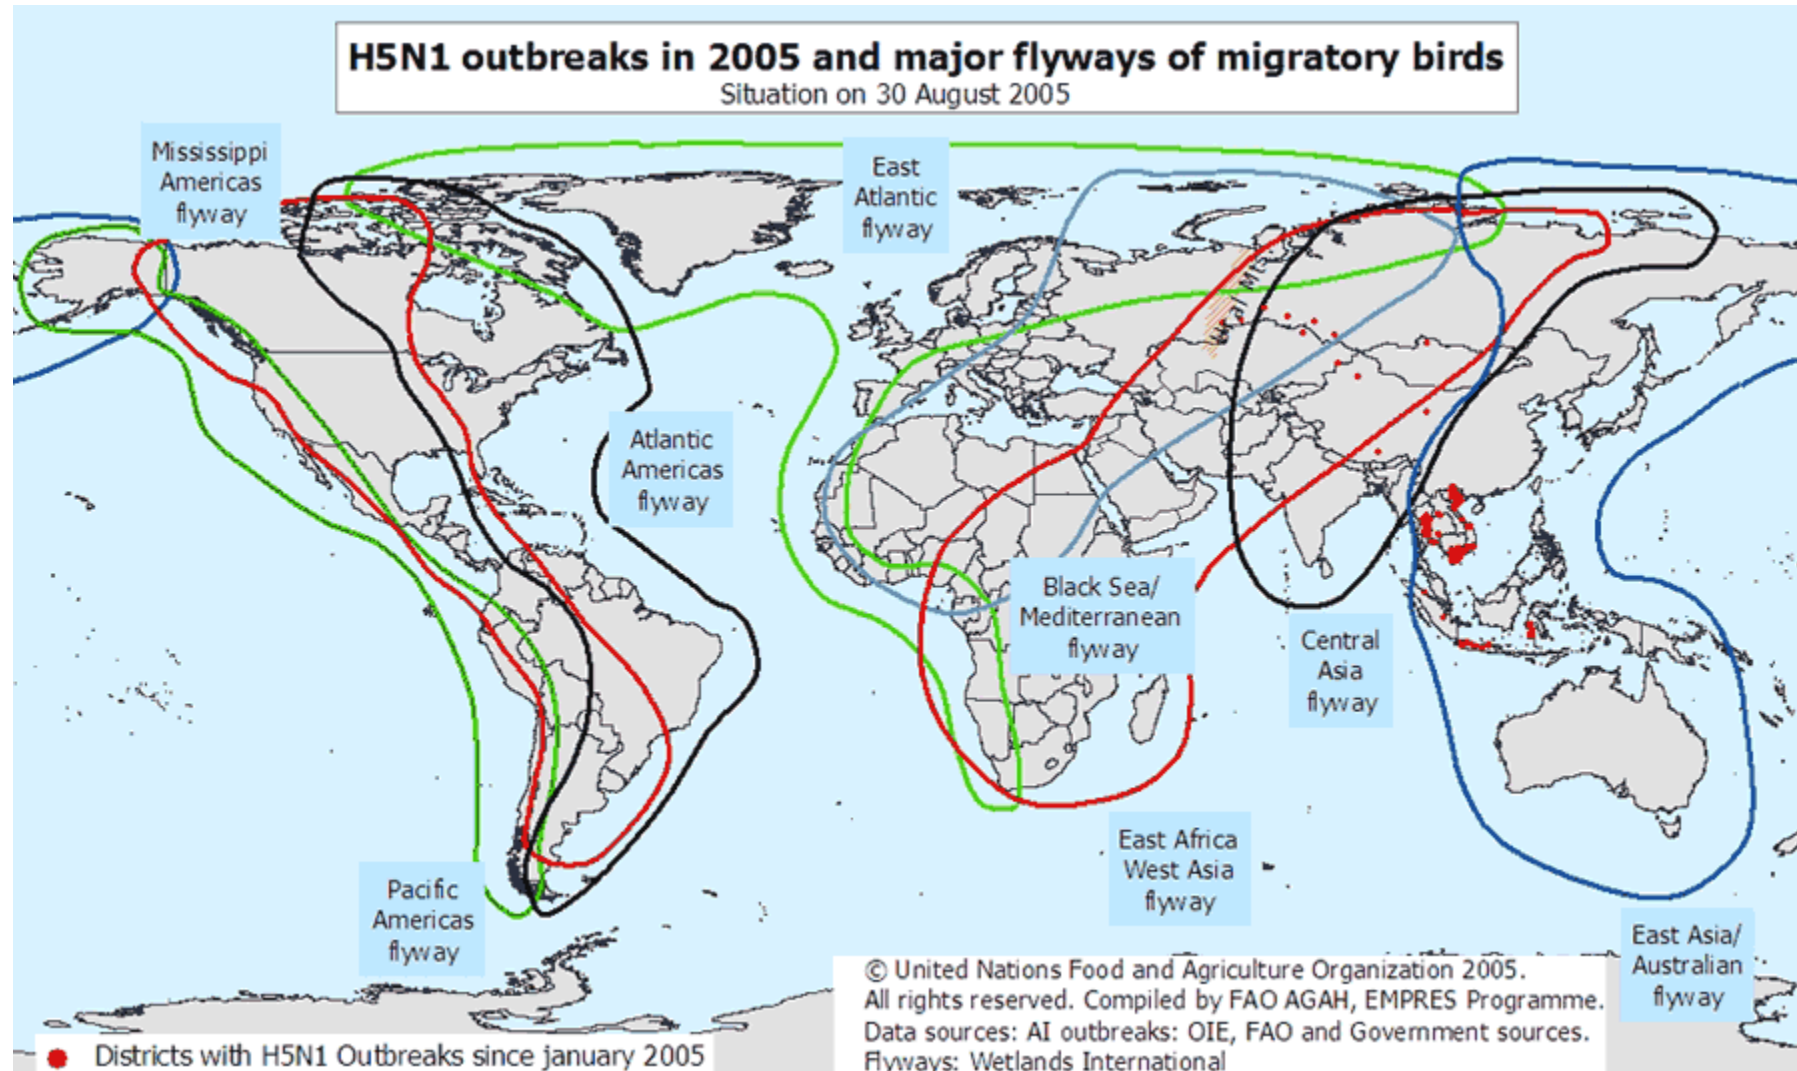 H5N1 outbreaks in 2005 and major flyways of migratory birds
Situation on 30 August 2005
Mississippi
Americas
flyway
East
Atlantic
flyway
Ural Mts
Atlantic
Americas
flyway
Black Sea/
Mediterranean
flyway
Central
Asia
flyway
East Africa
West Asia
flyway
Pacific
Americas
flyway
East Asia/
Australian
flyway
© United Nations Food and Agriculture Organization 2005.
All rights reserved. Compiled by FAO AGAH, EMPRES Programme.
Data sources: AI outbreaks: OIE, FAO and Government sources.
Flyways: Wetlands International
Districts with H5N1 Outbreaks since january 2005